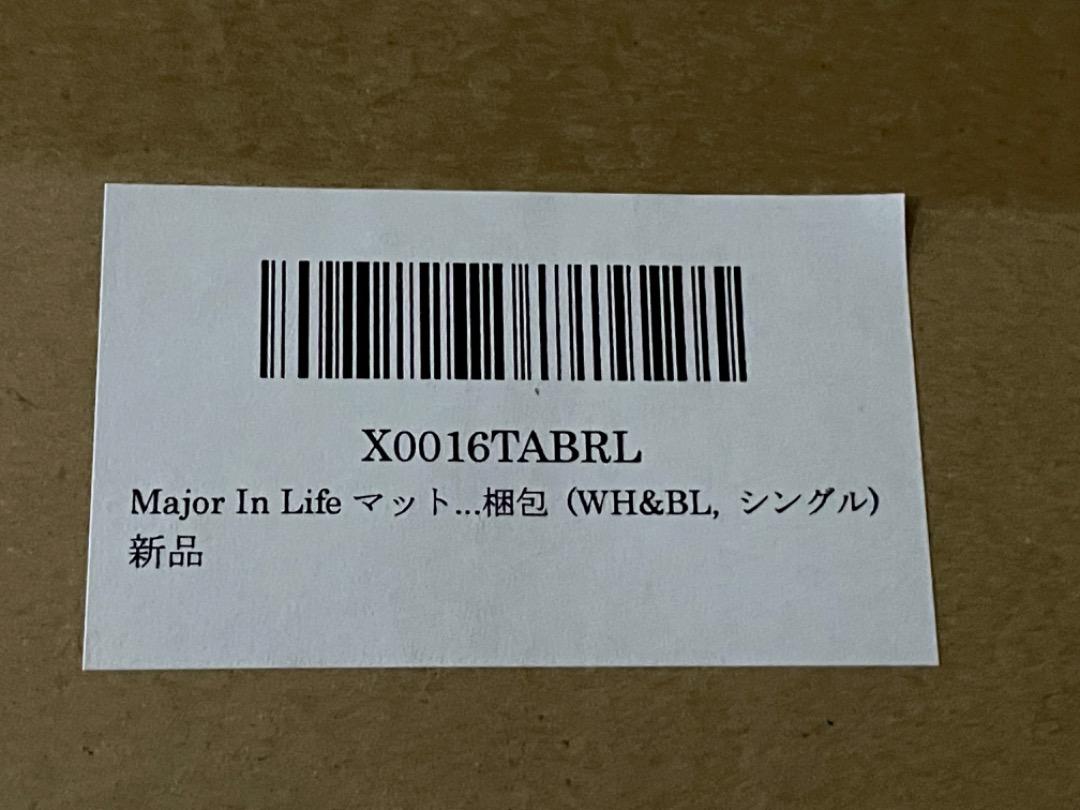 X0016TABRL
Major In Life マット...梱包 (WH&BL, シングル)
新品